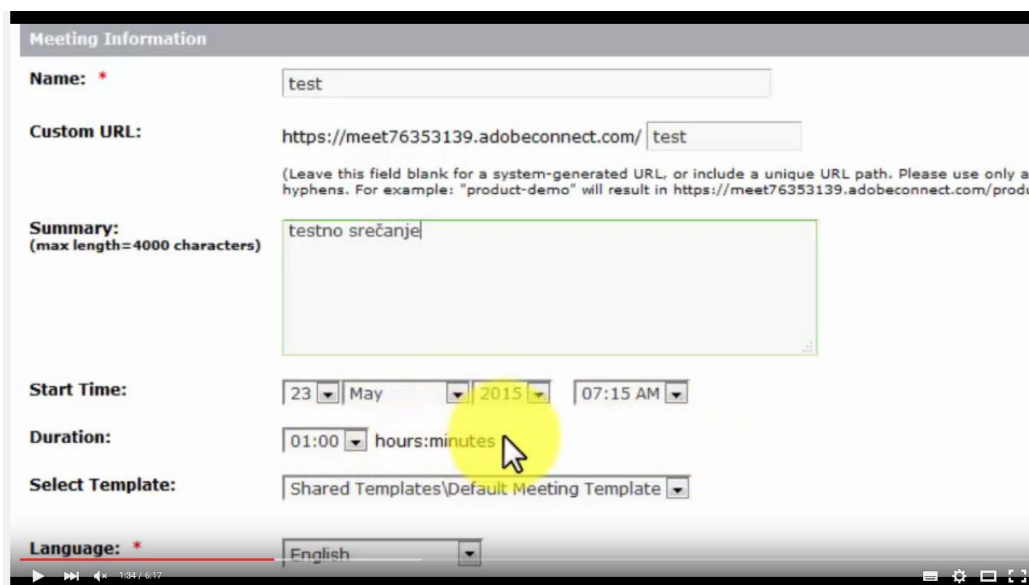 Meeting Information
Name: * test
Custom URL: https://meet76353139.adobeconnect.com/ test
(Leave this field blank for a system-generated URL, or include a unique URL path. Please use only a
hyphens. For example: "product-demo" will result in https://meet76353139.adobeconnect.com/produ
Summary: testno srečanje
(max length=4000 characters)
Start Time: 23 May 2015 07:15 AM
Duration: 01:00 hours:minutes
Select Template: Shared Templates\Default Meeting Template
Language: * English
1:34 / 6:17